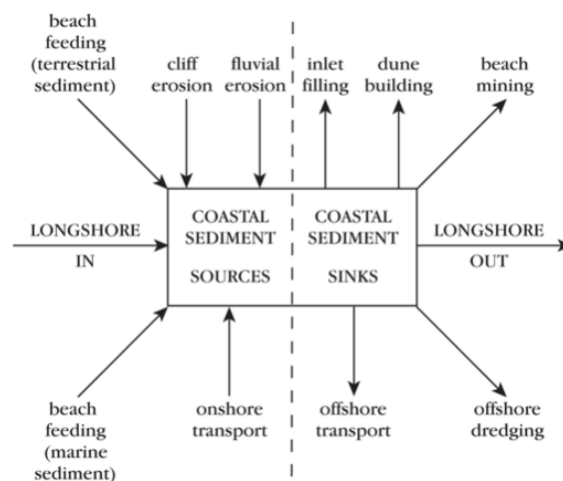 beach
feeding
(terrestrial
sediment)
cliff
erosion
fluvial
erosion
inlet
filling
dune
building
beach
mining
LONGSHORE
IN
COASTAL
SEDIMENT
SOURCES
COASTAL
SEDIMENT
SINKS
LONGSHORE
OUT
beach
feeding
(marine
sediment)
onshore
transport
offshore
transport
offshore
dredging